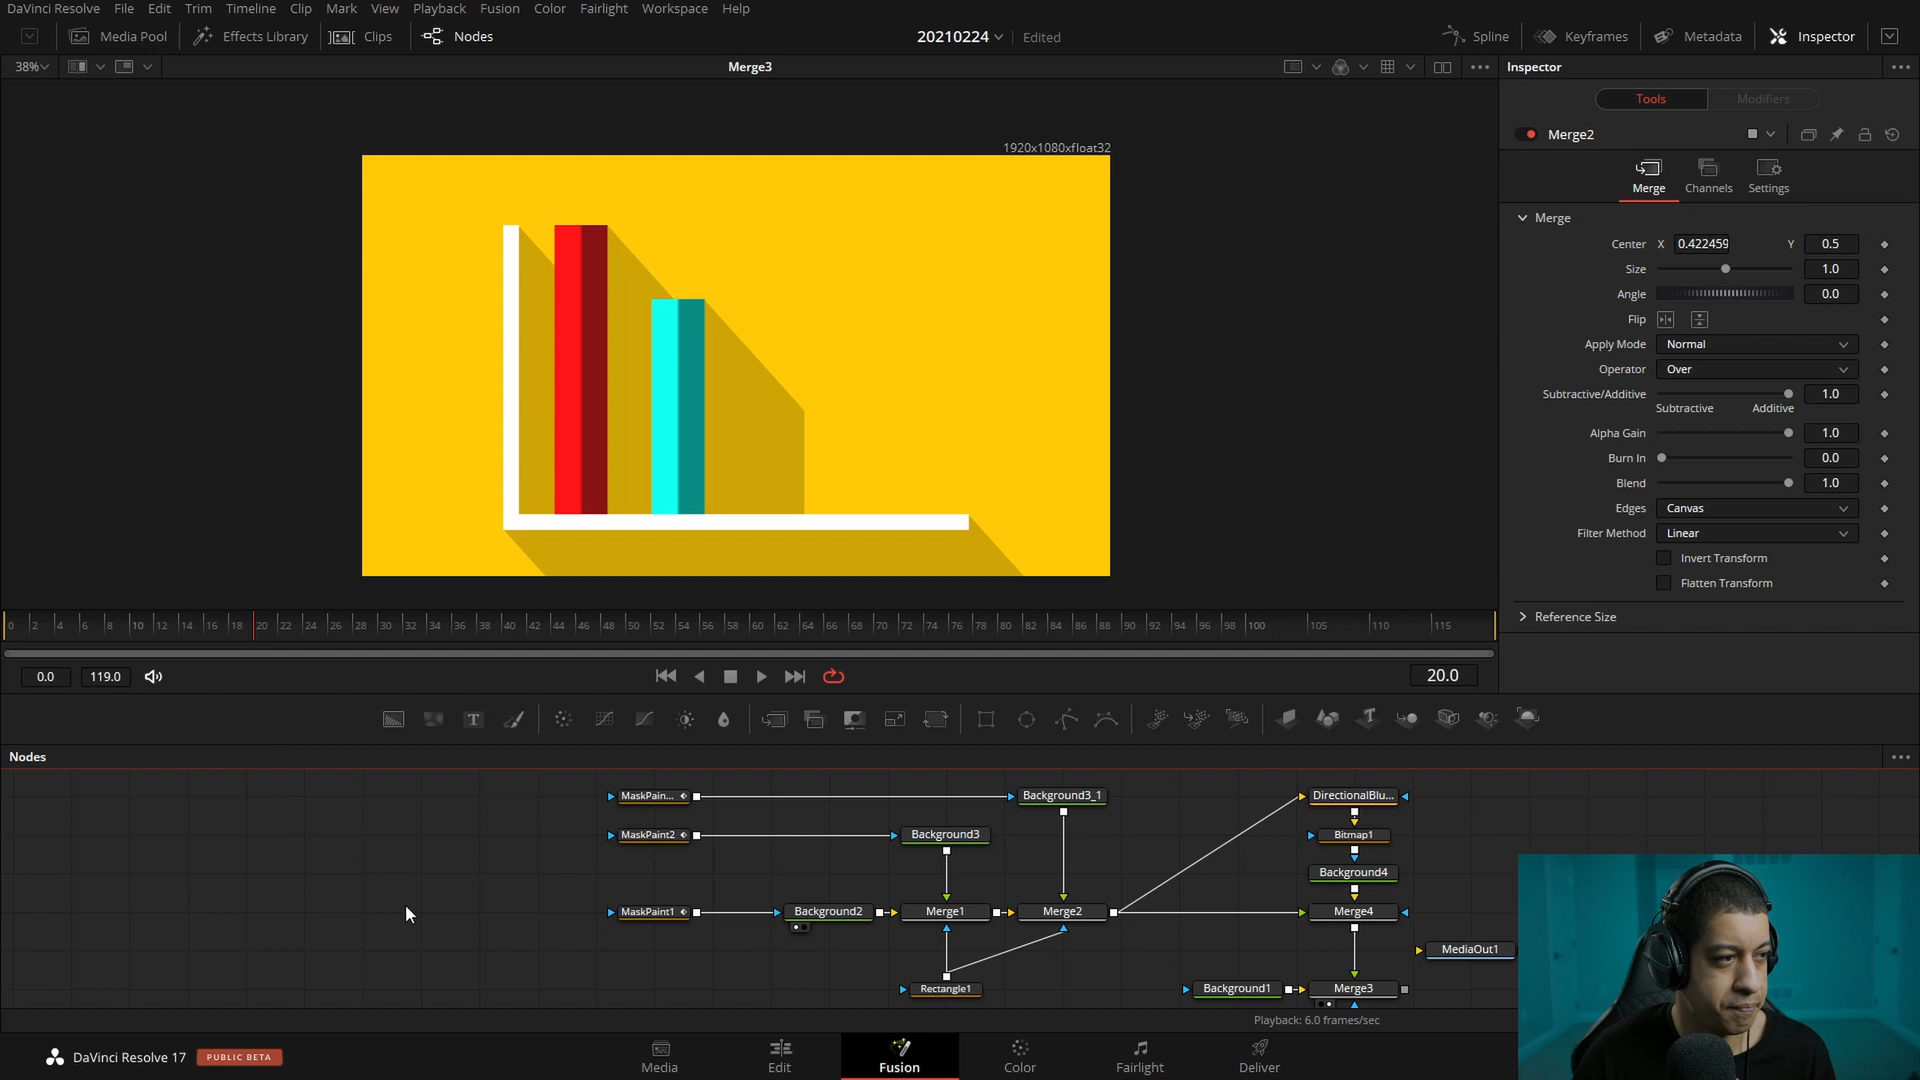 DaVinci Resolve File Edit Trim Timeline Clip Mark View Playback Fusion Color Fairlight Workspace Help
Media Pool Effects Library Clips Nodes 20210224 Edited Spline Keyframes Metadata Inspector
38% Merge3 Inspector
Tools Modifiers
Merge2
1920x1080xfloat32
Merge Channels Settings
Merge
Center X 0.422459 Y 0.5
Size 1.0
Angle 0.0
Flip
Apply Mode Normal
Operator Over
Subtractive/Additive 1.0
Subtractive Additive
Alpha Gain 1.0
Burn In 0.0
Blend 1.0
Edges Canvas
Filter Method Linear
Invert Transform
Flatten Transform
Reference Size
0 2 4 6 8 10 12 14 16 18 20 22 24 26 28 30 32 34 36 38 40 42 44 46 48 50 52 54 56 58 60 62 64 66 68 70 72 74 76 78 80 82 84 86 88 90 92 94 96 98 100 105 110 115
0.0 119.0 20.0
T T
Nodes
MaskPain... Background3_1 DirectionalBlu...
MaskPaint2 Background3 Bitmap1
Background4
MaskPaint1 Background2 Merge1 Merge2 Merge4
MediaOut1
Rectangle1 Background1 Merge3
Playback: 6.0 frames/sec
DaVinci Resolve 17 PUBLIC BETA Media Edit Fusion Color Fairlight Deliver